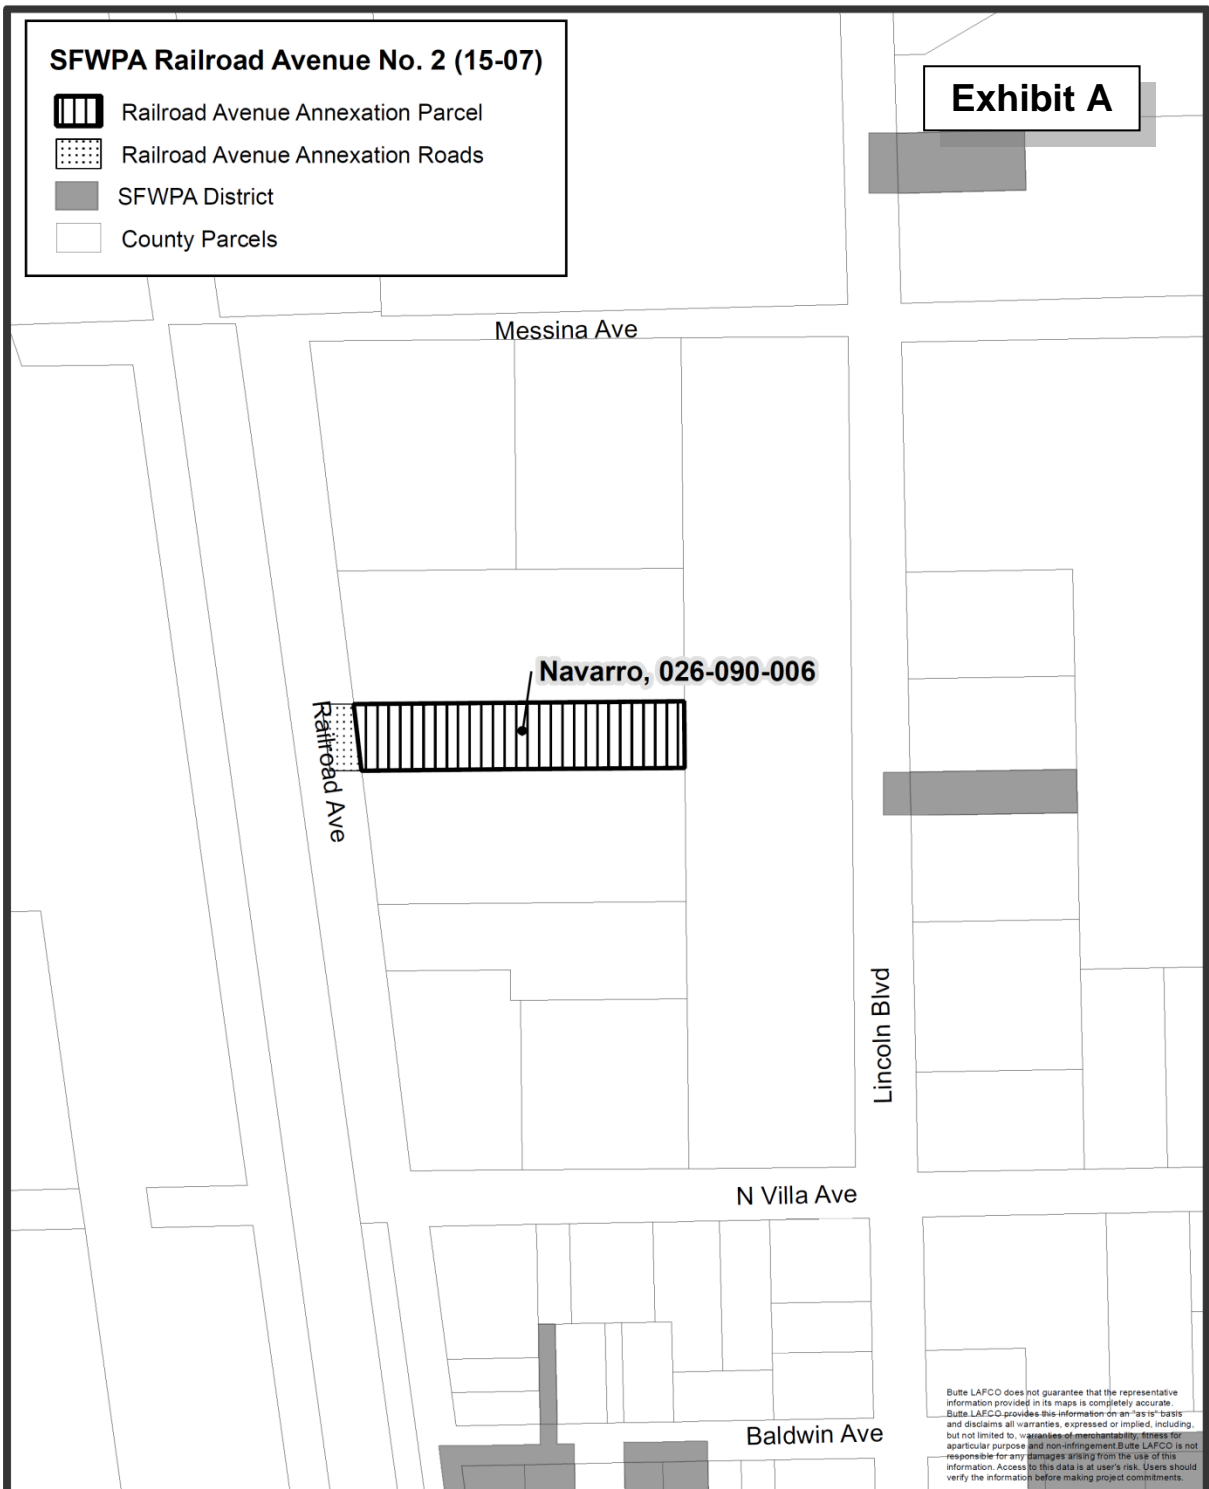 SFWPA Railroad Avenue No. 2 (15-07)
Railroad Avenue Annexation Parcel
Railroad Avenue Annexation Roads
SFWPA District
County Parcels
Exhibit A
Messina Ave
Navarro, 026-090-006
Railroad Ave
Lincoln Blvd
N Villa Ave
Baldwin Ave
Butte LAFCO does not guarantee that the representative
information provided in its maps is completely accurate.
Butte LAFCO provides this information on an "as is" basis
and disclaims all warranties, expressed or implied, including,
but not limited to, warranties of merchantability, fitness for
aparticular purpose and non-infringement.Butte LAFCO is not
responsible for any damages arising from the use of this
information. Access to this data is at user's risk. Users should
verify the information before making project commitments.